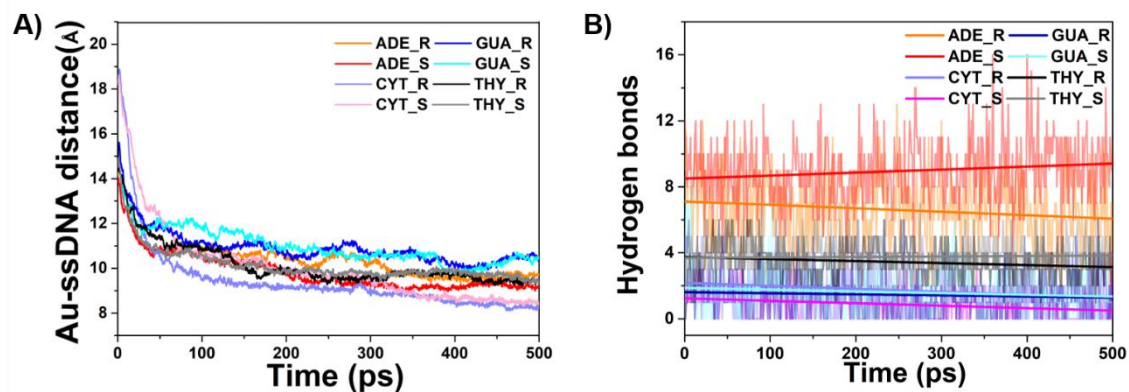 A)
Au-ssDNA distance(Å)
20
18
16
14
12
10
8
ADE_R GUA_R
ADE_S GUA_S
CYT_R THY_R
CYT_S THY_S
0 100 200 300 400 500
Time (ps)
B)
Hydrogen bonds
16
12
8
4
0
ADE_R GUA_R
ADE_S GUA_S
CYT_R THY_R
CYT_S THY_S
0 100 200 300 400 500
Time (ps)